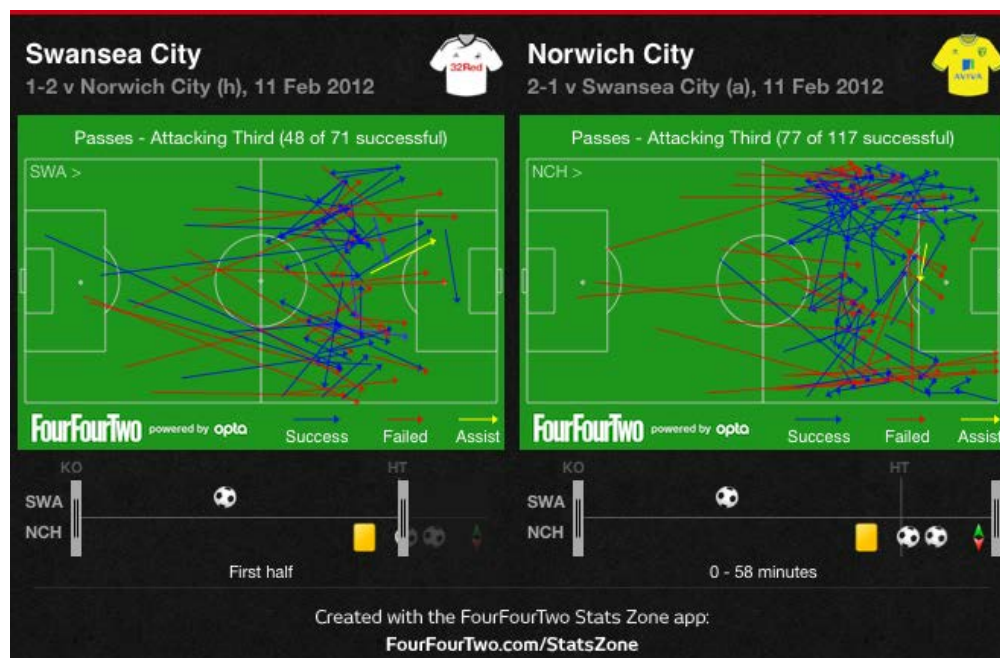 Swansea City
1-2 v Norwich City (h), 11 Feb 2012
32Red
Passes - Attacking Third (48 of 71 successful)
SWA >
FourFourTwo powered by opta
Success Failed Assist
KO HT
SWA
NCH
First half
Norwich City
2-1 v Swansea City (a), 11 Feb 2012
AVIVA
Passes - Attacking Third (77 of 117 successful)
NCH >
FourFourTwo powered by opta
Success Failed Assist
KO HT
SWA
NCH
0 - 58 minutes
Created with the FourFourTwo Stats Zone app:
FourFourTwo.com/StatsZone